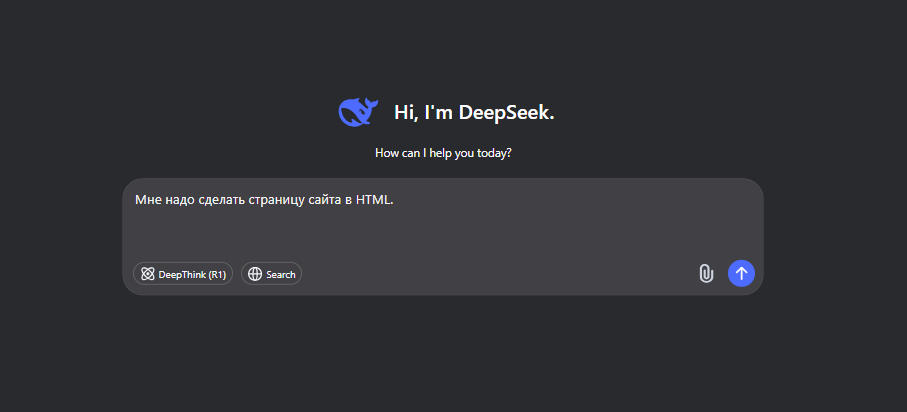 Hi, I'm DeepSeek.
How can I help you today?
Мне надо сделать страницу сайта в HTML.
DeepThink (R1) Search